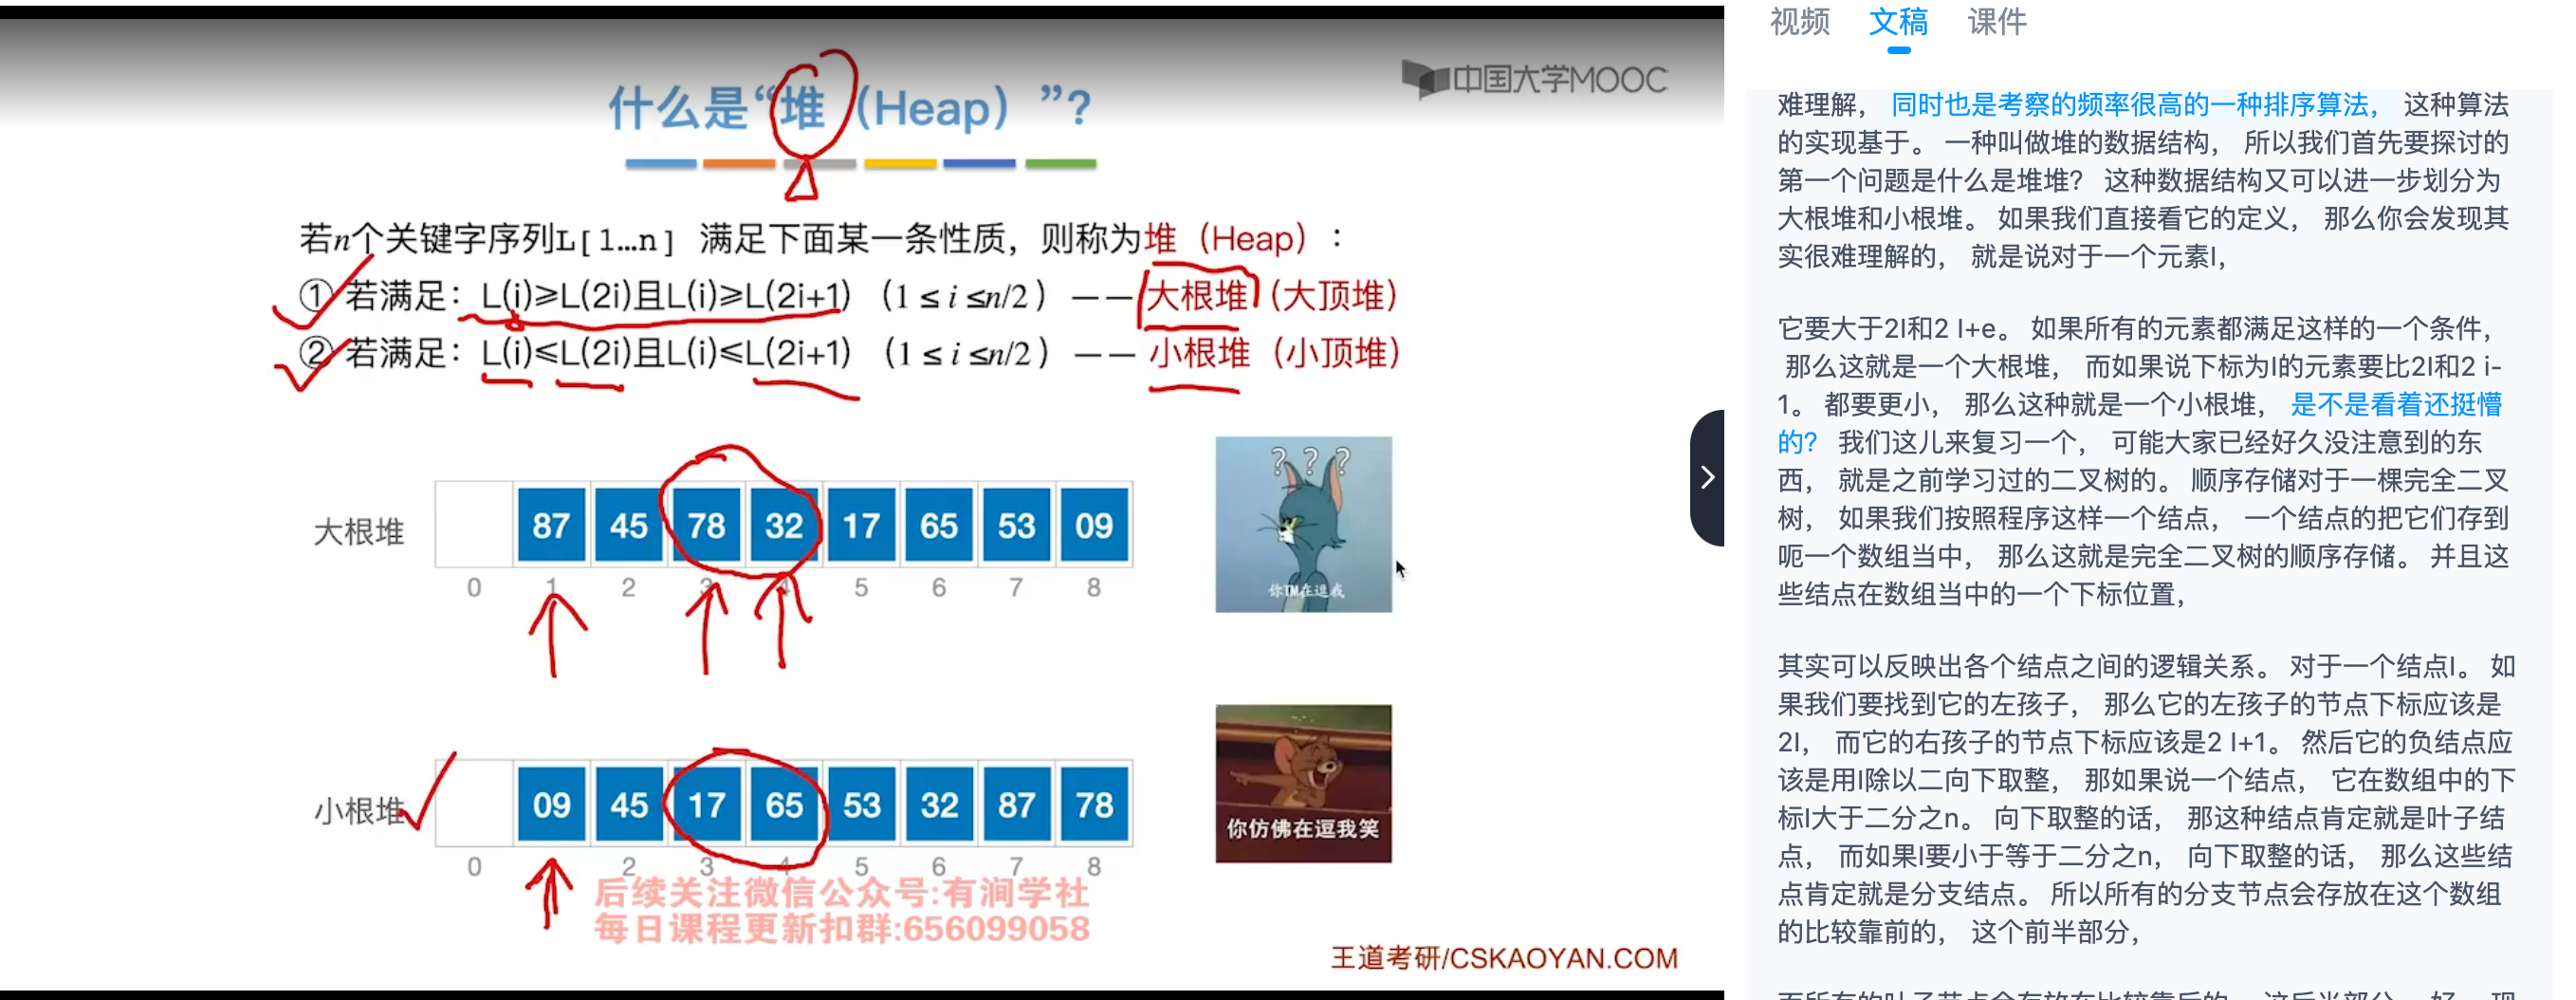 中国大学MOOC
什么是“堆（Heap）”?
若n个关键字序列L[1…n] 满足下面某一条性质，则称为堆（Heap）：
① 若满足：L(i)≥L(2i)且L(i)≥L(2i+1)（1 ≤ i ≤n/2 ）—— 大根堆（大顶堆）
② 若满足：L(i)≤L(2i)且L(i)≤L(2i+1)（1 ≤ i ≤n/2 ）—— 小根堆（小顶堆）
???
大根堆 87 45 78 32 17 65 53 09
0 1 2 3 4 5 6 7 8
你TM在逗我
小根堆 09 45 17 65 53 32 87 78
0 2 3 4 5 6 7 8
你仿佛在逗我笑
后续关注微信公众号:有涧学社
每日课程更新扣群:656099058
王道考研/CSKAOYAN.COM
视频 文稿 课件
难理解， 同时也是考察的频率很高的一种排序算法， 这种算法
的实现基于。 一种叫做堆的数据结构， 所以我们首先要探讨的
第一个问题是什么是堆堆? 这种数据结构又可以进一步划分为
大根堆和小根堆。 如果我们直接看它的定义， 那么你会发现其
实很难理解的， 就是说对于一个元素I，
它要大于2I和2 I+e。 如果所有的元素都满足这样的一个条件，
那么这就是一个大根堆， 而如果说下标为I的元素要比2I和2 i-
1。 都要更小， 那么这种就是一个小根堆， 是不是看着还挺懵
的? 我们这儿来复习一个， 可能大家已经好久没注意到的东
西， 就是之前学习过的二叉树的。 顺序存储对于一棵完全二叉
树， 如果我们按照程序这样一个结点， 一个结点的把它们存到
呃一个数组当中， 那么这就是完全二叉树的顺序存储。 并且这
些结点在数组当中的一个下标位置，
其实可以反映出各个结点之间的逻辑关系。 对于一个结点I。 如
果我们要找到它的左孩子， 那么它的左孩子的节点下标应该是
2I， 而它的右孩子的节点下标应该是2 I+1。 然后它的负结点应
该是用I除以二向下取整， 那如果说一个结点， 它在数组中的下
标I大于二分之n。 向下取整的话， 那这种结点肯定就是叶子结
点， 而如果I要小于等于二分之n， 向下取整的话， 那么这些结
点肯定就是分支结点。 所以所有的分支节点会存放在这个数组
的比较靠前的， 这个前半部分，